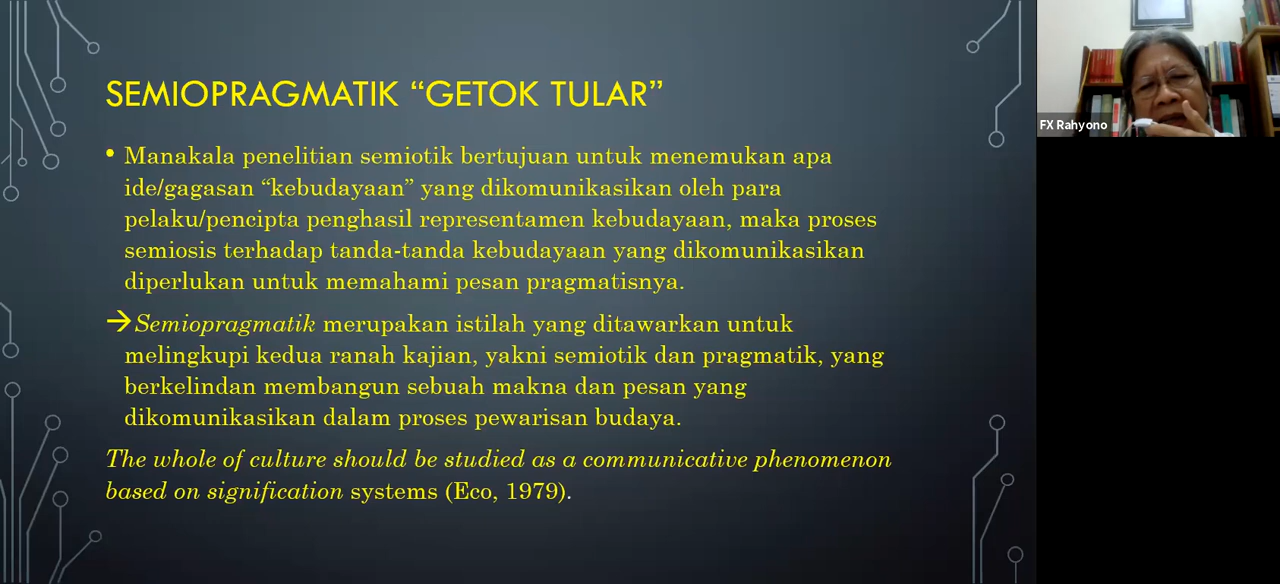 SEMIOPRAGMATIK “GETOK TULAR”
• Manakala penelitian semiotik bertujuan untuk menemukan apa
ide/gagasan “kebudayaan” yang dikomunikasikan oleh para
pelaku/pencipta penghasil representamen kebudayaan, maka proses
semiosis terhadap tanda-tanda kebudayaan yang dikomunikasikan
diperlukan untuk memahami pesan pragmatisnya.
→Semiopragmatik merupakan istilah yang ditawarkan untuk
melingkupi kedua ranah kajian, yakni semiotik dan pragmatik, yang
berkelindan membangun sebuah makna dan pesan yang
dikomunikasikan dalam proses pewarisan budaya.
The whole of culture should be studied as a communicative phenomenon
based on signification systems (Eco, 1979).
FX Rahyono